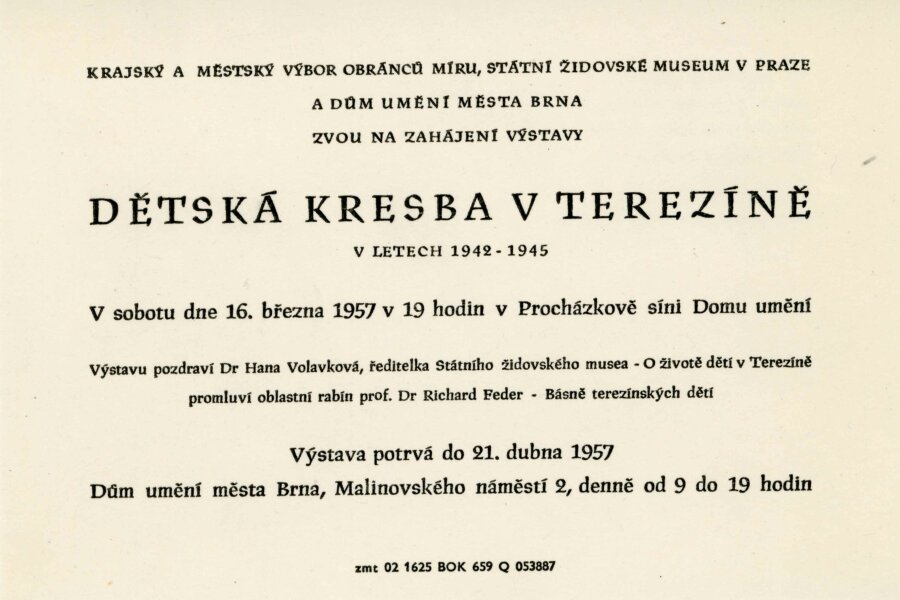 KRAJSKÝ A MĚSTSKÝ VÝBOR OBRÁNCŮ MÍRU, STÁTNÍ ŽIDOVSKÉ MUSEUM V PRAZE
A DŮM UMĚNÍ MĚSTA BRNA
ZVOU NA ZAHÁJENÍ VÝSTAVY
DĚTSKÁ KRESBA V TEREZÍNĚ
V LETECH 1942-1945
V sobotu dne 16. března 1957 v 19 hodin v Procházkově síni Domu umění
Výstavu pozdraví Dr Hana Volavková, ředitelka Státního židovského musea - O životě dětí v Terezíně
promluví oblastní rabín prof. Dr Richard Feder - Básně terezínských dětí
Výstava potrvá do 21. dubna 1957
Dům umění města Brna, Malinovského náměstí 2, denně od 9 do 19 hodin
zmt 02 1625 BOK 659 Q 053887